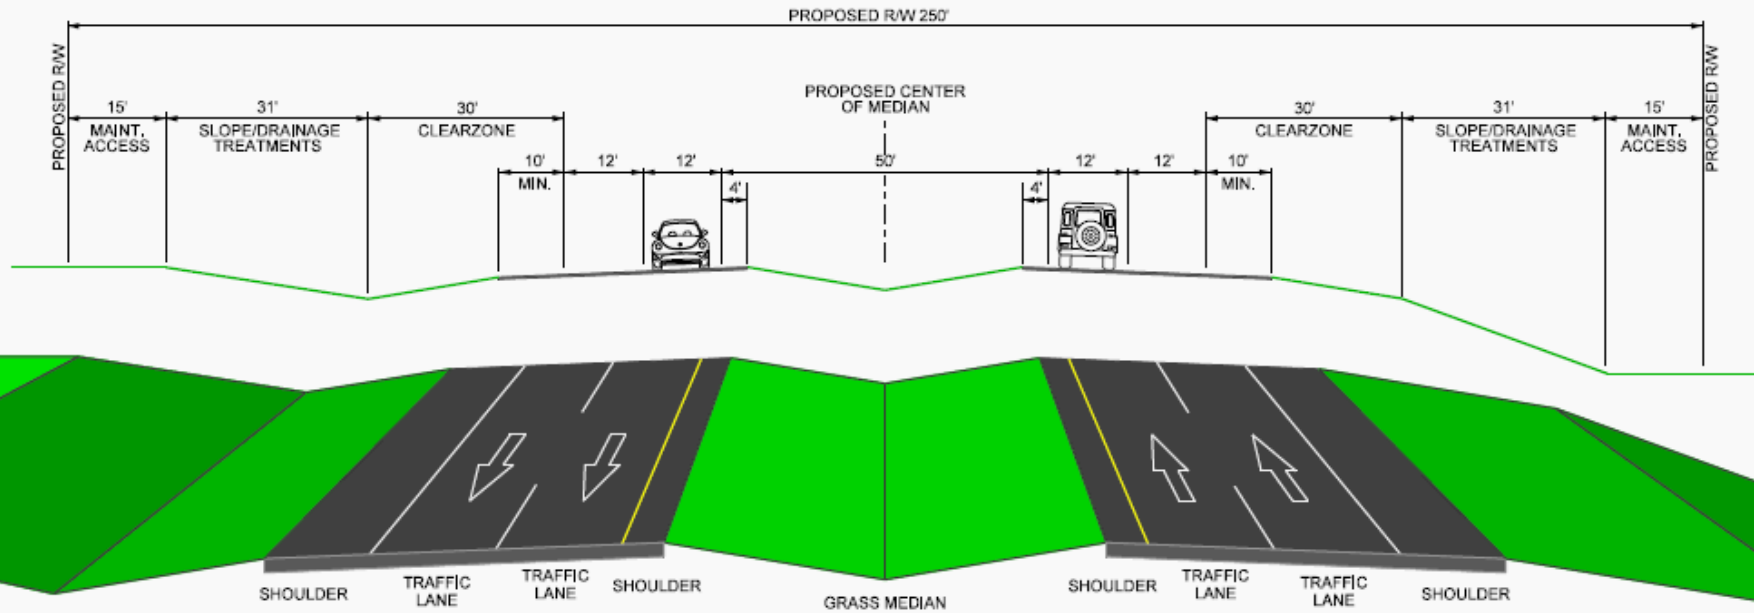 PROPOSED R/W 250'
PROPOSED R/W
PROPOSED R/W
PROPOSED CENTER
OF MEDIAN
15'
MAINT.
ACCESS
31'
SLOPE/DRAINAGE
TREATMENTS
30'
CLEARZONE
30'
CLEARZONE
31'
SLOPE/DRAINAGE
TREATMENTS
15'
MAINT.
ACCESS
10'
MIN.
12'
12'
4'
50'
4'
12'
12'
10'
MIN.
SHOULDER
TRAFFIC
LANE
TRAFFIC
LANE
SHOULDER
GRASS MEDIAN
SHOULDER
TRAFFIC
LANE
TRAFFIC
LANE
SHOULDER